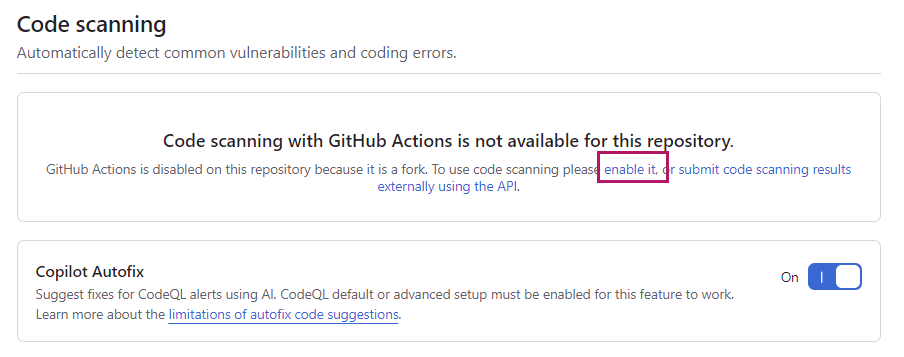 Code scanning
Automatically detect common vulnerabilities and coding errors.
Code scanning with GitHub Actions is not available for this repository.
GitHub Actions is disabled on this repository because it is a fork. To use code scanning please enable it, or submit code scanning results
externally using the API.
Copilot Autofix
On
Suggest fixes for CodeQL alerts using AI. CodeQL default or advanced setup must be enabled for this feature to work.
Learn more about the limitations of autofix code suggestions.